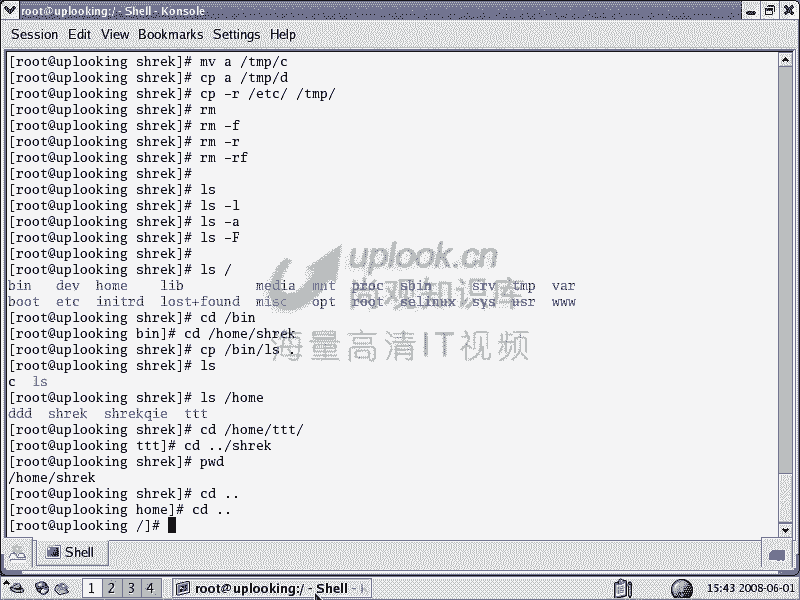 root@uplooking:/ - Shell - Konsole
Session Edit View Bookmarks Settings Help
[root@uplooking shrek]# mv a /tmp/c
[root@uplooking shrek]# cp a /tmp/d
[root@uplooking shrek]# cp -r /etc/ /tmp/
[root@uplooking shrek]# rm
[root@uplooking shrek]# rm -f
[root@uplooking shrek]# rm -r
[root@uplooking shrek]# rm -rf
[root@uplooking shrek]#
[root@uplooking shrek]# ls
[root@uplooking shrek]# ls -l
[root@uplooking shrek]# ls -a
[root@uplooking shrek]# ls -F
[root@uplooking shrek]#
[root@uplooking shrek]# ls /
bin dev home lib media mnt proc sbin srv tmp var
boot etc initrd lost+found misc opt root selinux sys usr www
[root@uplooking shrek]# cd /bin
[root@uplooking bin]# cd /home/shrek
[root@uplooking shrek]# cp /bin/ls .
[root@uplooking shrek]# ls
c ls
[root@uplooking shrek]# ls /home
ddd shrek shrekqie ttt
[root@uplooking shrek]# cd /home/ttt/
[root@uplooking ttt]# cd ../shrek
[root@uplooking shrek]# pwd
/home/shrek
[root@uplooking shrek]# cd ..
[root@uplooking home]# cd ..
[root@uplooking /]#
uplook.cn
尚观知识库
海量高清IT视频
Shell
1 2 3 4
root@uplooking:/ - Shell - K
15:43 2008-06-01